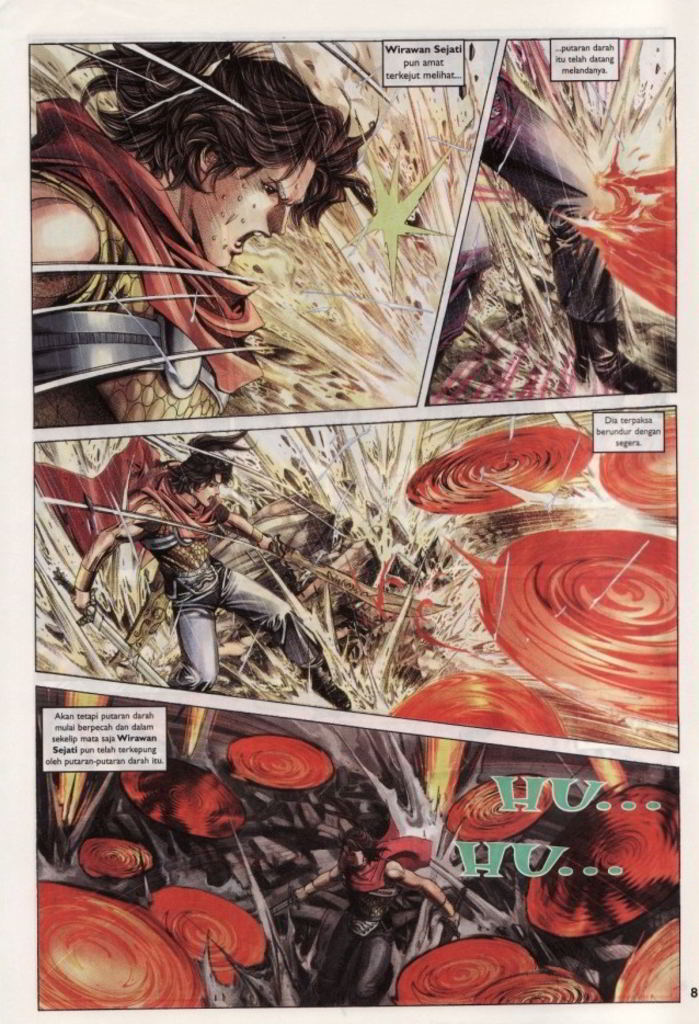 Wirawan Sejati
pun amat
terkejut melihat...
...putaran darah
itu telah datang
melandanya.
Dia terpaksa
berundur dengan
segera.
Akan tetapi putaran darah
mulai berpecah dan dalam
sekelip mata saja Wirawan
Sejati pun telah terkepung
oleh putaran-putaran darah itu.
HU...
HU...
8